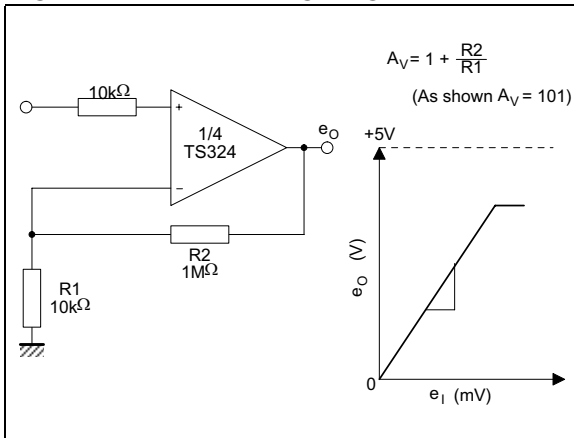 10kΩ
+
1/4
TS324
−
e_O
R2
1MΩ
R1
10kΩ
A_V = 1 + R2/R1
(As shown A_V = 101)
+5V
e_O (V)
0
e_I (mV)